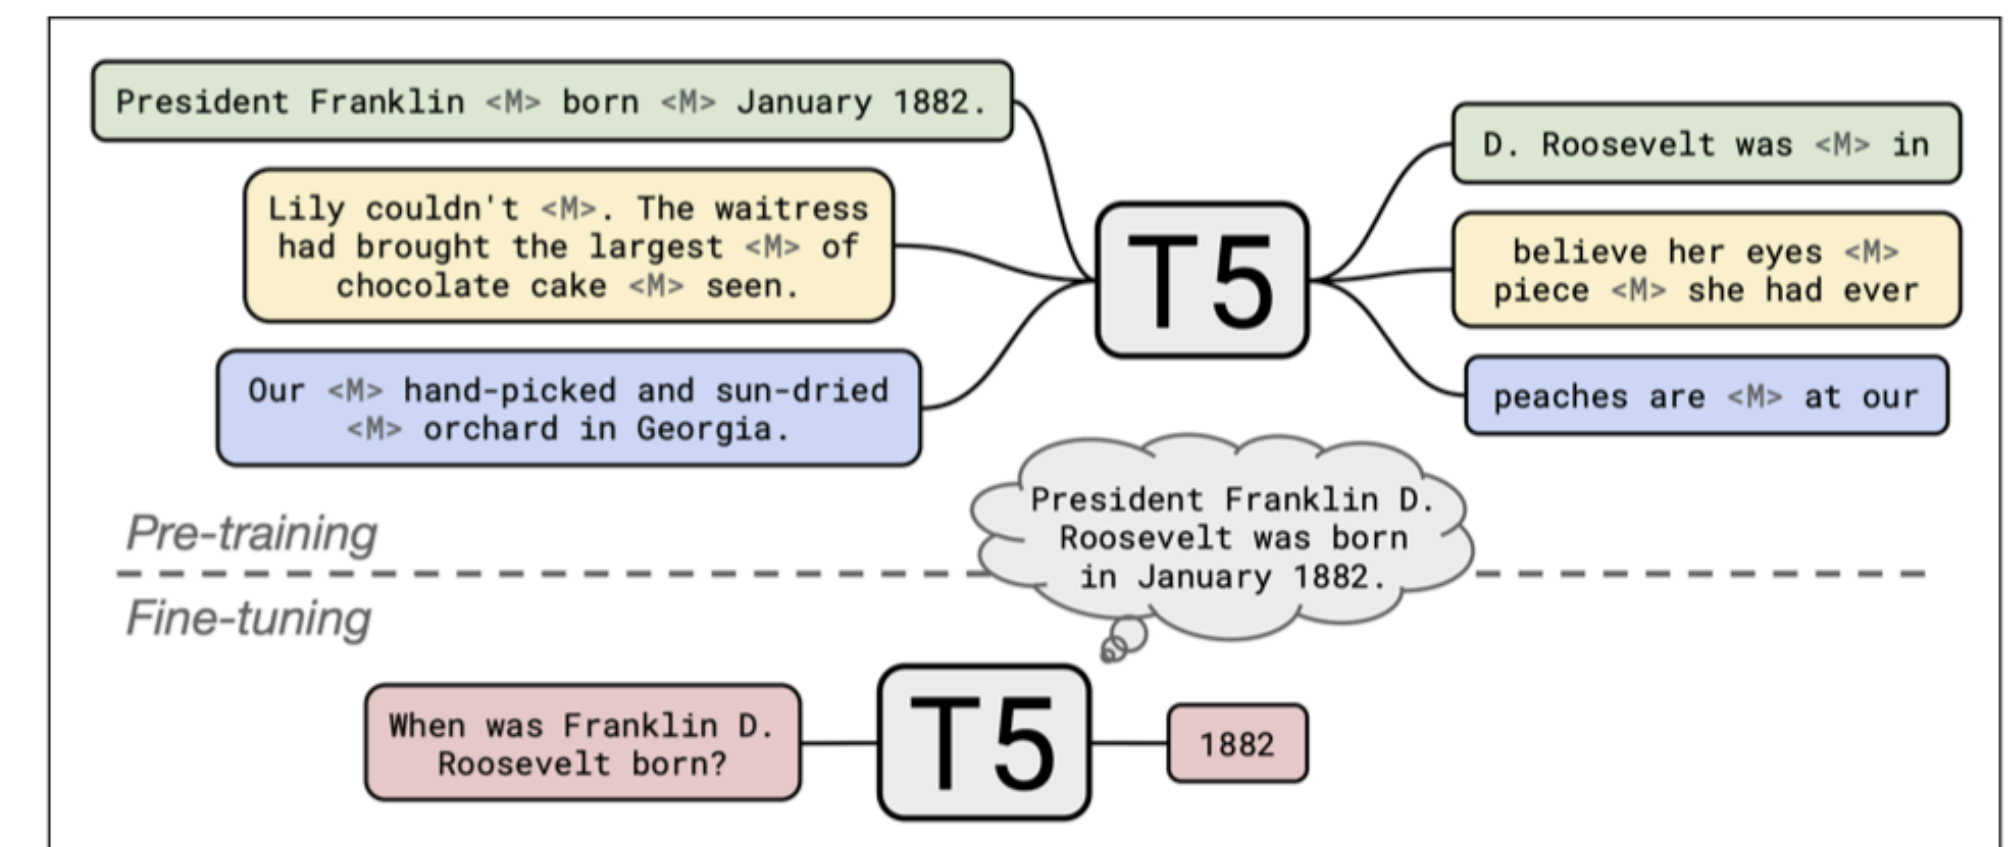 President Franklin <M> born <M> January 1882.
Lily couldn't <M>. The waitress
had brought the largest <M> of
chocolate cake <M> seen.
Our <M> hand-picked and sun-dried
<M> orchard in Georgia.
T5
D. Roosevelt was <M> in
believe her eyes <M>
piece <M> she had ever
peaches are <M> at our
Pre-training
President Franklin D.
Roosevelt was born
in January 1882.
Fine-tuning
When was Franklin D.
Roosevelt born?
T5
1882